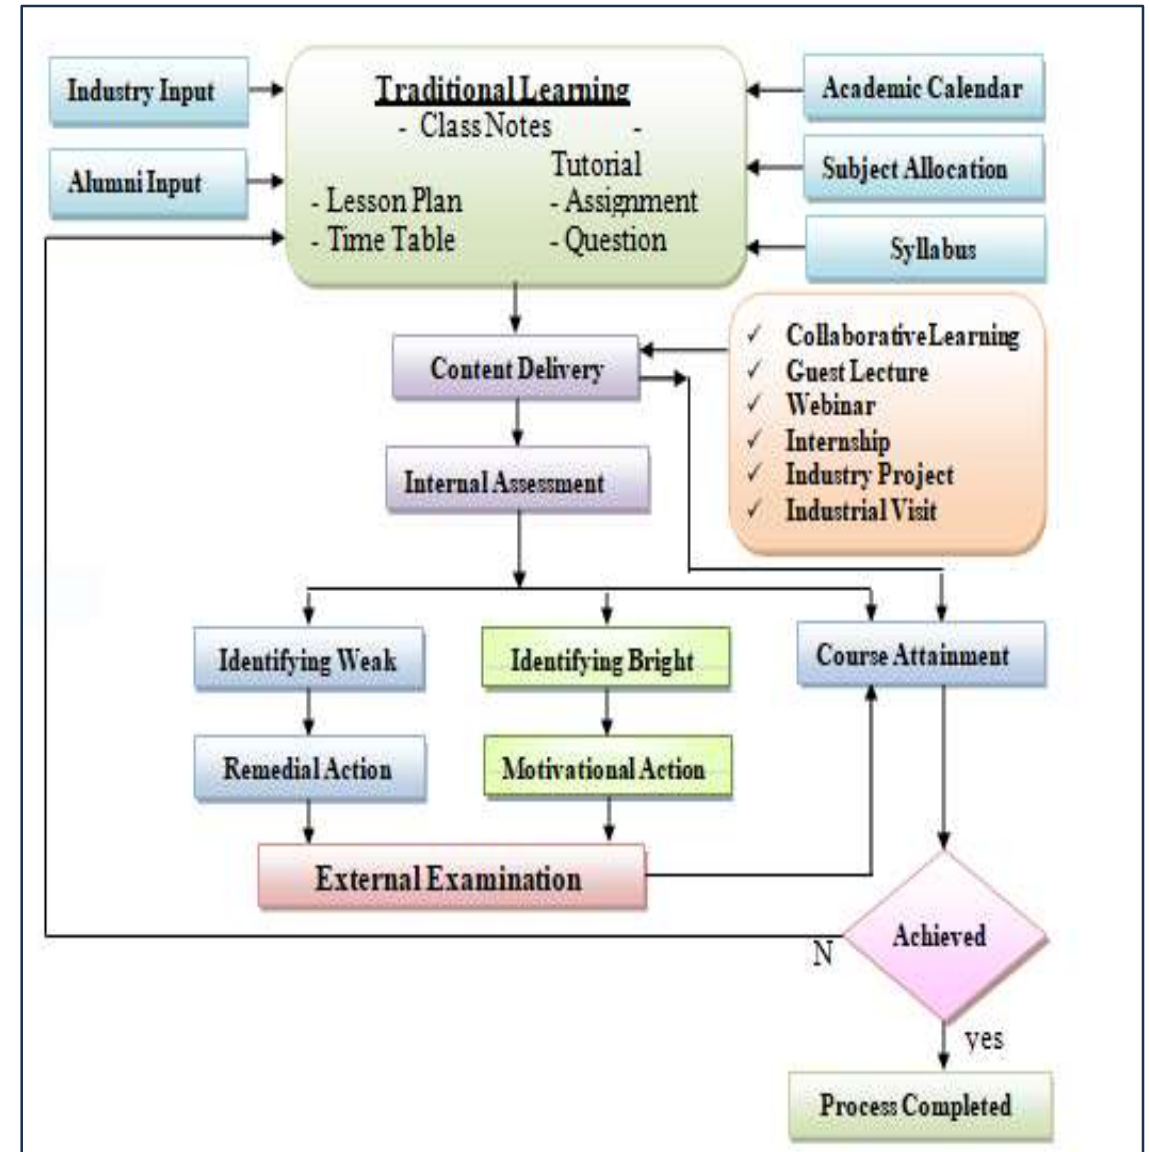 Industry Input
Alumni Input
Traditional Learning
- Class Notes -
Tutorial
- Lesson Plan - Assignment
- Time Table - Question
Academic Calendar
Subject Allocation
Syllabus
Content Delivery
✓ Collaborative Learning
✓ Guest Lecture
✓ Webinar
✓ Internship
✓ Industry Project
✓ Industrial Visit
Internal Assessment
Identifying Weak
Identifying Bright
Course Attainment
Remedial Action
Motivational Action
External Examination
Achieved
N
yes
Process Completed